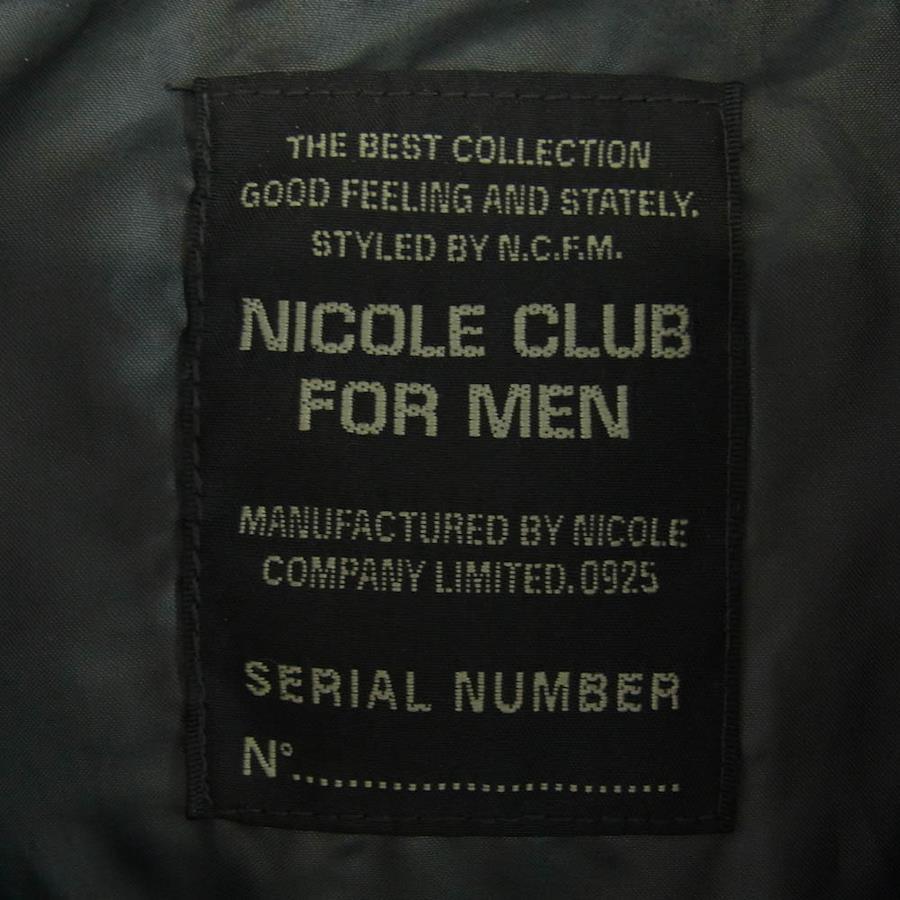 THE BEST COLLECTION
GOOD FEELING AND STATELY.
STYLED BY N.C.F.M.
NICOLE CLUB
FOR MEN
MANUFACTURED BY NICOLE
COMPANY LIMITED.0925
SERIAL NUMBER
N°...........................